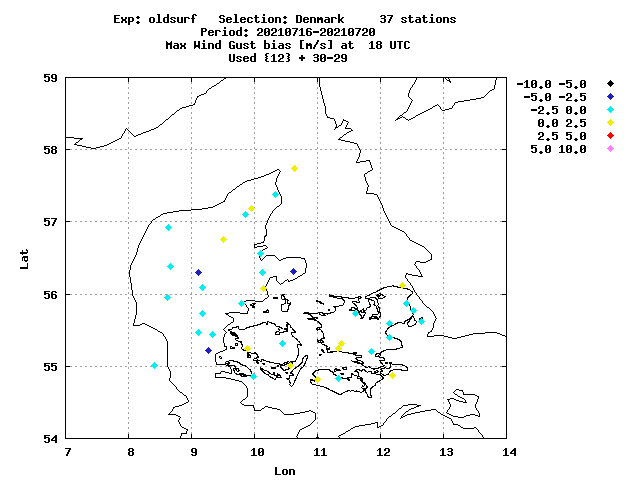 Exp: oldsurf   Selection: Denmark     37 stations
Period: 20210716-20210720
Max Wind Gust bias [m/s] at  18 UTC
Used {12} + 30-29
-10.0 -5.0
-5.0 -2.5
-2.5 0.0
0.0 2.5
2.5 5.0
5.0 10.0
59
58
57
56
55
54
Lat
7 8 9 10 11 12 13 14
Lon